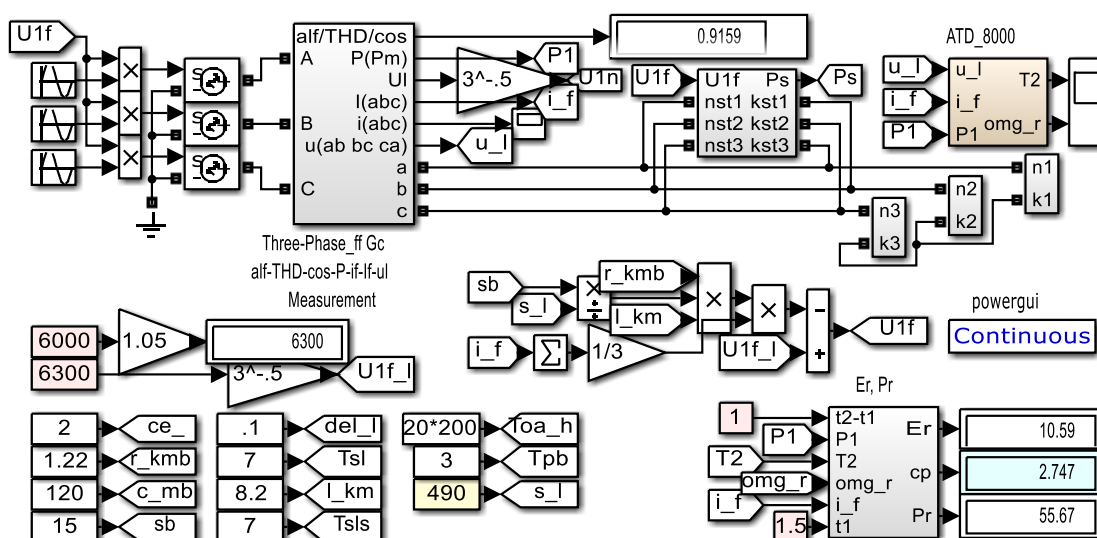 U1f
alf/THD/cos
0.9159
ATD_8000
A
P(Pm)
P1
UI
3^-.5
U1n
U1f
U1f
Ps
Ps
u_l
u_l
T2
I(abc)
i_f
nst1
kst1
i_f
i_f
B
i(abc)
nst2
kst2
P1
P1
omg_r
u(ab bc ca)
u_l
nst3
kst3
a
n1
C
b
n2
k1
c
n3
k2
k3
Three-Phase_ff Gc
alf-THD-cos-P-if-If-ul
Measurement
sb
r_kmb
s_l
l_km
powergui
6000
1.05
6300
i_f
Σ
1/3
U1f_l
U1f
Continuous
6300
3^-.5
U1f_l
Er, Pr
2
ce_
.1
del_l
20*200
Toa_h
1
t2-t1
Er
10.59
P1
P1
1.22
r_kmb
7
Tsl
3
Tpb
T2
T2
cp
2.747
120
c_mb
8.2
l_km
490
s_l
omg_r
omg_r
i_f
i_f
Pr
55.67
15
sb
7
Tsls
1.5
t1